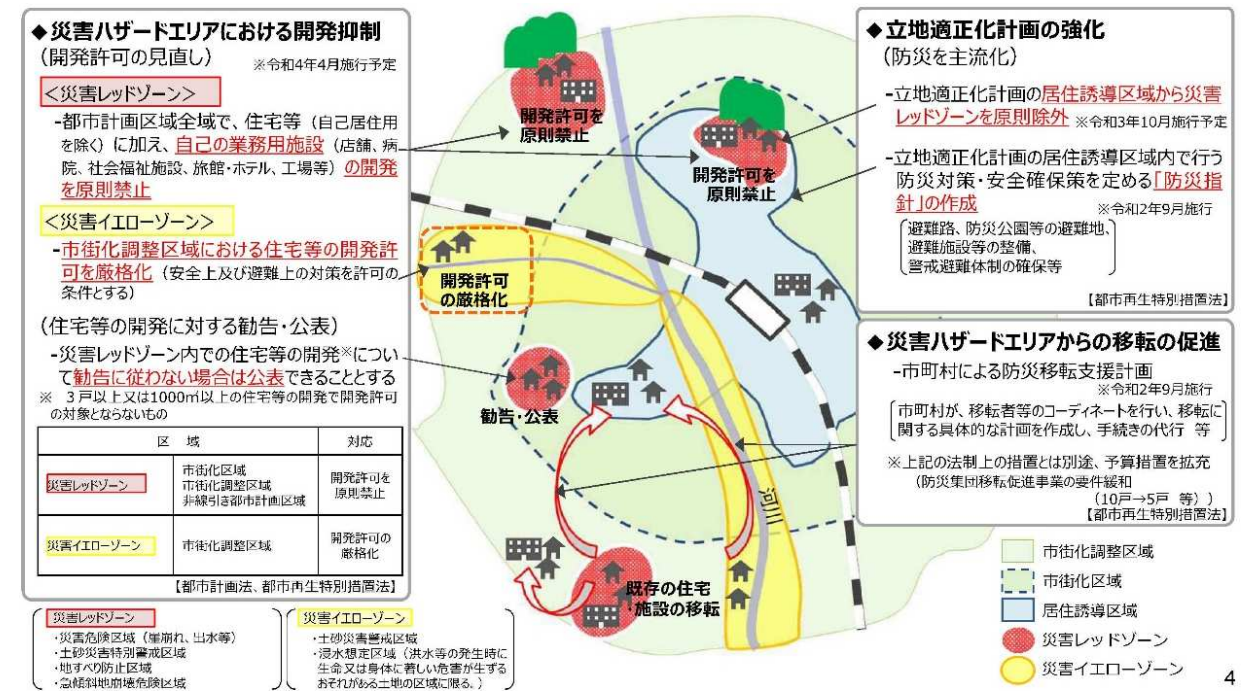 ◆災害ハザードエリアにおける開発抑制
（開発許可の見直し）
※令和4年4月施行予定
＜災害レッドゾーン＞
-都市計画区域全域で、住宅等（自己居住用
を除く）に加え、自己の業務用施設（店舗、病
院、社会福祉施設、旅館・ホテル、工場等）の開発
を原則禁止
＜災害イエローゾーン＞
-市街化調整区域における住宅等の開発許
可を厳格化（安全上及び避難上の対策を許可の
条件とする）
（住宅等の開発に対する勧告・公表）
-災害レッドゾーン内での住宅等の開発※につい
て勧告に従わない場合は公表できることとする
※ 3戸以上又は1000㎡以上の住宅等の開発で開発許可
の対象とならないもの
区 域 対応
災害レッドゾーン
市街化区域
市街化調整区域
非線引き都市計画区域
開発許可を
原則禁止
災害イエローゾーン
市街化調整区域
開発許可の
厳格化
【都市計画法、都市再生特別措置法】
災害レッドゾーン
・災害危険区域（崖崩れ、出水等）
・土砂災害特別警戒区域
・地すべり防止区域
・急傾斜地崩壊危険区域
災害イエローゾーン
・土砂災害警戒区域
・浸水想定区域（洪水等の発生時に
生命又は身体に著しい危害が生ずる
おそれがある土地の区域に限る。）
開発許可を
原則禁止
開発許可を
原則禁止
開発許可
の厳格化
勧告・公表
河川
既存の住宅
・施設の移転
◆立地適正化計画の強化
（防災を主流化）
-立地適正化計画の居住誘導区域から災害
レッドゾーンを原則除外 ※令和3年10月施行予定
-立地適正化計画の居住誘導区域内で行う
防災対策・安全確保策を定める「防災指
針」の作成
※令和2年9月施行
避難路、防災公園等の避難地、
避難施設等の整備、
警戒避難体制の確保等
【都市再生特別措置法】
◆災害ハザードエリアからの移転の促進
-市町村による防災移転支援計画
※令和2年9月施行
市町村が、移転者等のコーディネートを行い、移転に
関する具体的な計画を作成し、手続きの代行 等
※上記の法制上の措置とは別途、予算措置を拡充
（防災集団移転促進事業の要件緩和
（10戸→5戸 等））
【都市再生特別措置法】
市街化調整区域
市街化区域
居住誘導区域
災害レッドゾーン
災害イエローゾーン
4